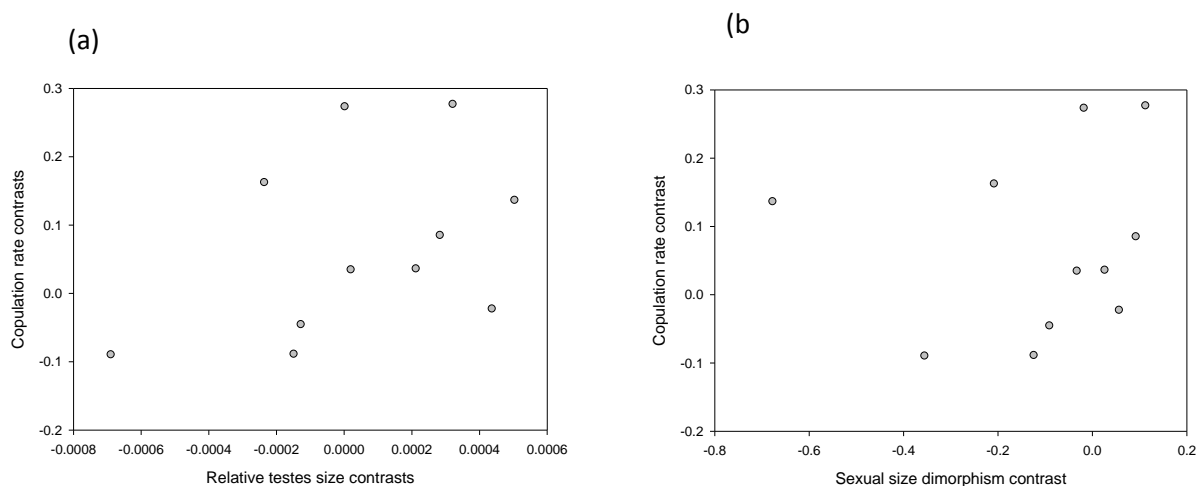 (a)
0.3
0.2
0.1
0.0
-0.1
-0.2
Copulation rate contrasts
-0.0008 -0.0006 -0.0004 -0.0002 0.0000 0.0002 0.0004 0.0006
Relative testes size contrasts
(b
0.3
0.2
0.1
0.0
-0.1
-0.2
Copulation rate contrast
-0.8 -0.6 -0.4 -0.2 0.0 0.2
Sexual size dimorphism contrast